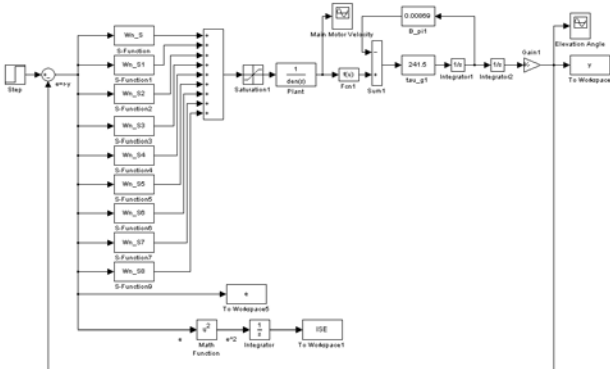 Wn_S
S-Function
Wn_S1
S-Function1
Wn_S2
S-Function2
Wn_S3
S-Function3
Wn_S4
S-Function4
Wn_S5
S-Function5
Wn_S6
S-Function6
Wn_S7
S-Function7
Wn_S8
S-Function9
Step
e=r-y
Saturation1
1
den(s)
Plant
Main Motor Velocity
f(u)
Fcn1
Sum1
0.00869
B_pi1
241.5
tau_g1
1/s
Integrator1
1/s
Integrator2
Gain1
Elevation Angle
y
To Workspace
e
To Workspace5
e
u²
Math
Function
e^2
1
s
Integrator
ISE
To Workspace1